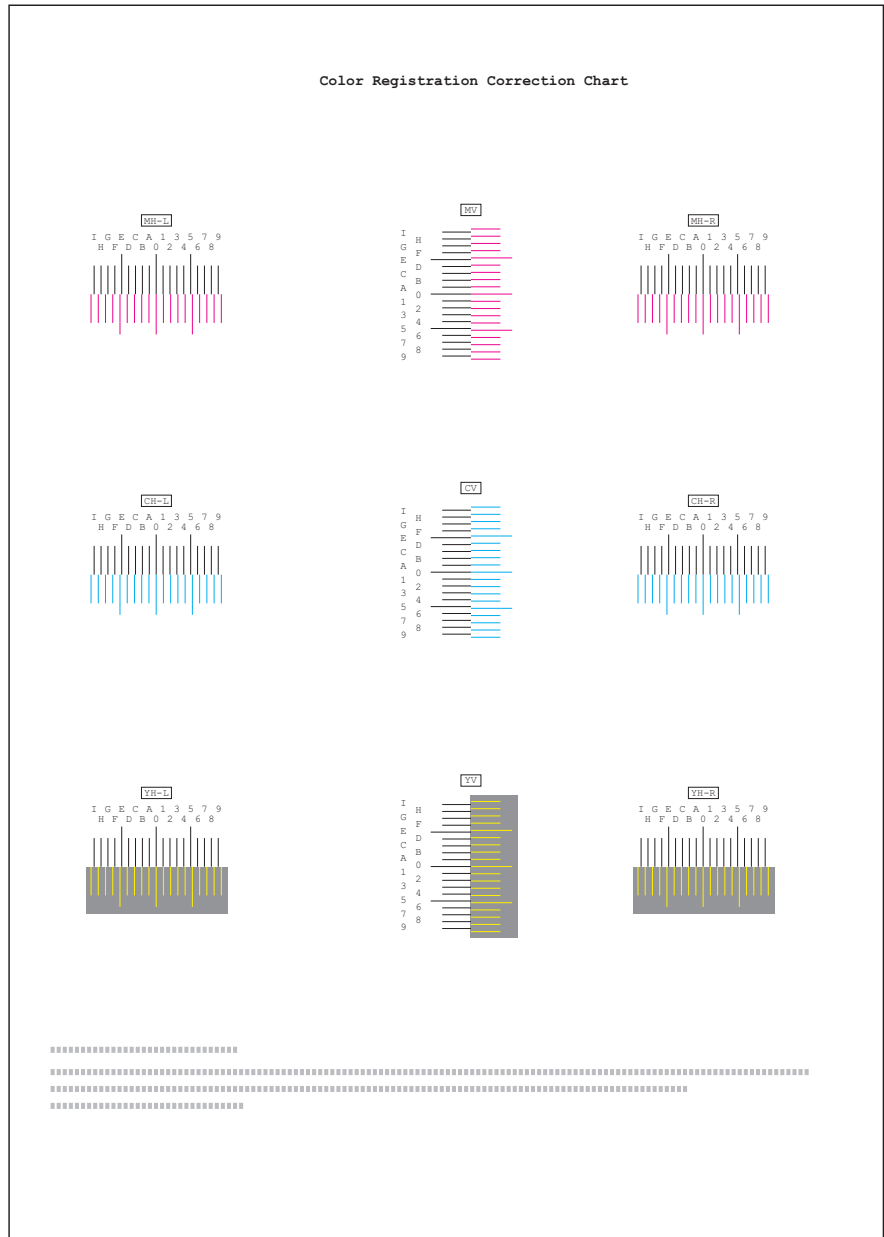 Color Registration Correction Chart
MH-L
I G E C A 1 3 5 7 9
H F D B 0 2 4 6 8
MV
I
H
G
F
E
D
C
B
A
0
1
2
3
4
5
6
7
8
9
MH-R
I G E C A 1 3 5 7 9
H F D B 0 2 4 6 8
CH-L
I G E C A 1 3 5 7 9
H F D B 0 2 4 6 8
CV
I
H
G
F
E
D
C
B
A
0
1
2
3
4
5
6
7
8
9
CH-R
I G E C A 1 3 5 7 9
H F D B 0 2 4 6 8
YH-L
I G E C A 1 3 5 7 9
H F D B 0 2 4 6 8
YV
I
H
G
F
E
D
C
B
A
0
1
2
3
4
5
6
7
8
9
YH-R
I G E C A 1 3 5 7 9
H F D B 0 2 4 6 8